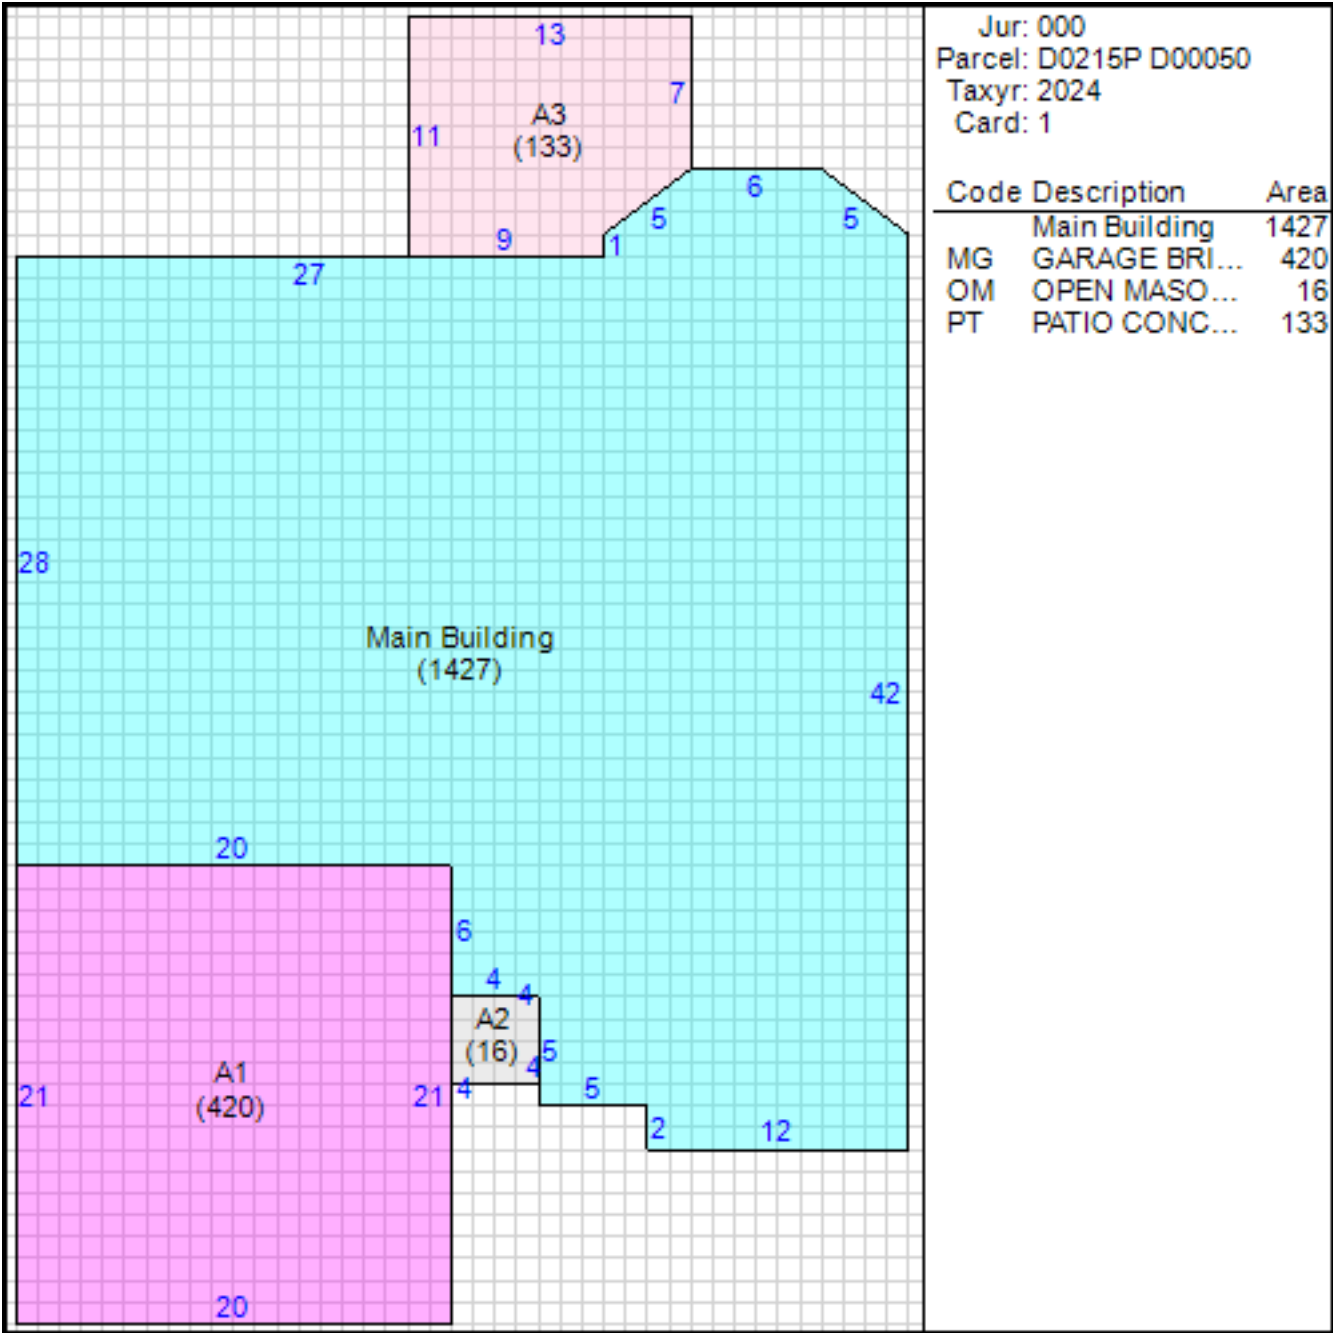 Jur: 000
Parcel: D0215P D00050
Taxyr: 2024
Card: 1
Code Description Area
Main Building 1427
MG GARAGE BRI... 420
OM OPEN MASO... 16
PT PATIO CONC... 133
13
7
A3
(133)
11
6
5
5
9
1
27
28
Main Building
(1427)
42
20
6
4
4
A2
(16)
5
4
4
5
A1
(420)
21
21
2
12
20